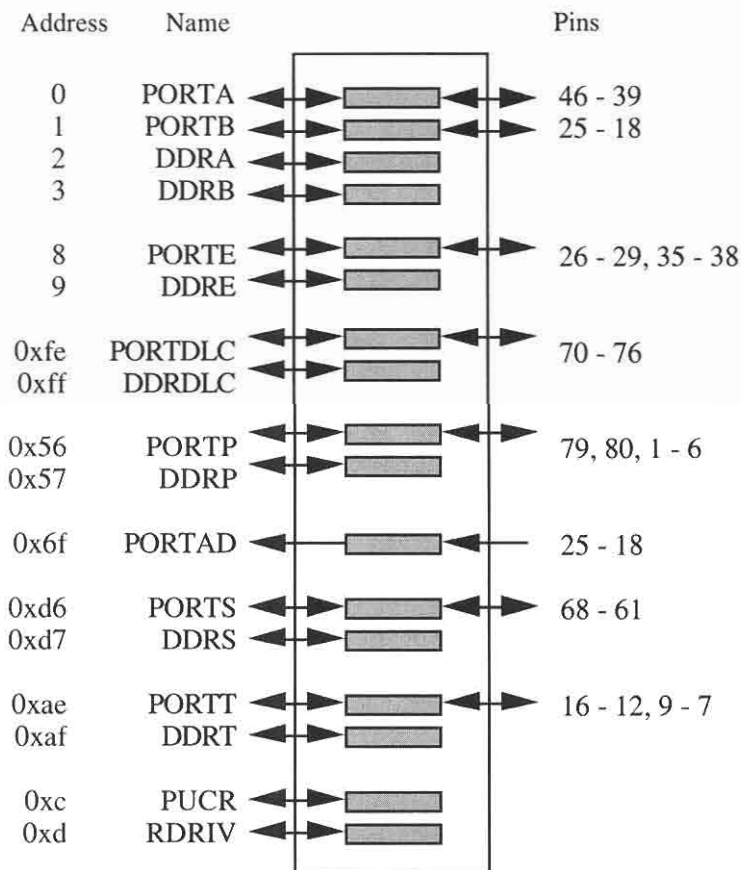 Address Name Pins
0 PORTA 46 - 39
1 PORTB 25 - 18
2 DDRA
3 DDRB
8 PORTE 26 - 29, 35 - 38
9 DDRE
0xfe PORTDLC 70 - 76
0xff DDRDLC
0x56 PORTP 79, 80, 1 - 6
0x57 DDRP
0x6f PORTAD 25 - 18
0xd6 PORTS 68 - 61
0xd7 DDRS
0xae PORTT 16 - 12, 9 - 7
0xaf DDRT
0xc PUCR
0xd RDRIV